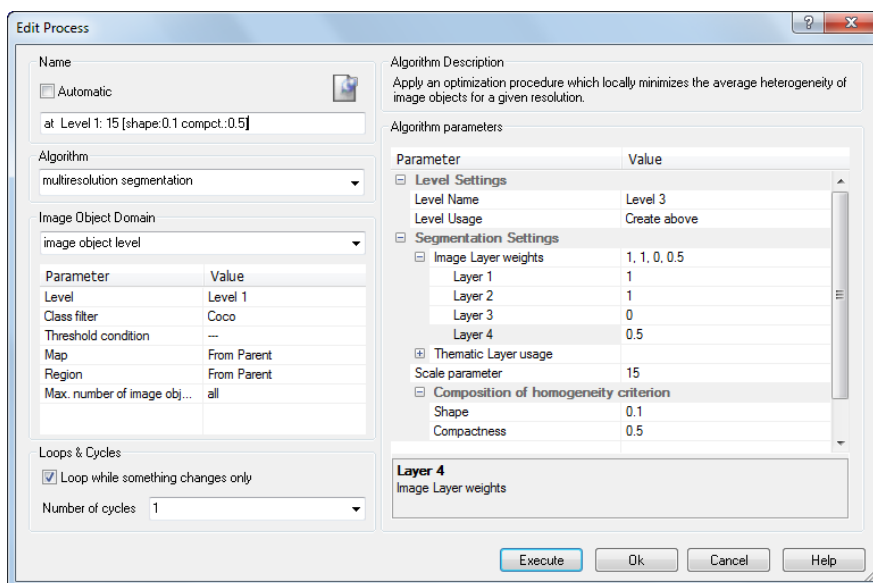 Edit Process
Name
Automatic
at Level 1: 15 [shape:0.1 compct.:0.5]
Algorithm
multiresolution segmentation
Image Object Domain
image object level
Parameter Value
Level Level 1
Class filter Coco
Threshold condition ---
Map From Parent
Region From Parent
Max. number of image obj... all
Loops & Cycles
Loop while something changes only
Number of cycles 1
Algorithm Description
Apply an optimization procedure which locally minimizes the average heterogeneity of
image objects for a given resolution.
Algorithm parameters
Parameter Value
Level Settings
Level Name Level 3
Level Usage Create above
Segmentation Settings
Image Layer weights 1, 1, 0, 0.5
Layer 1 1
Layer 2 1
Layer 3 0
Layer 4 0.5
Thematic Layer usage
Scale parameter 15
Composition of homogeneity criterion
Shape 0.1
Compactness 0.5
Layer 4
Image Layer weights
Execute Ok Cancel Help